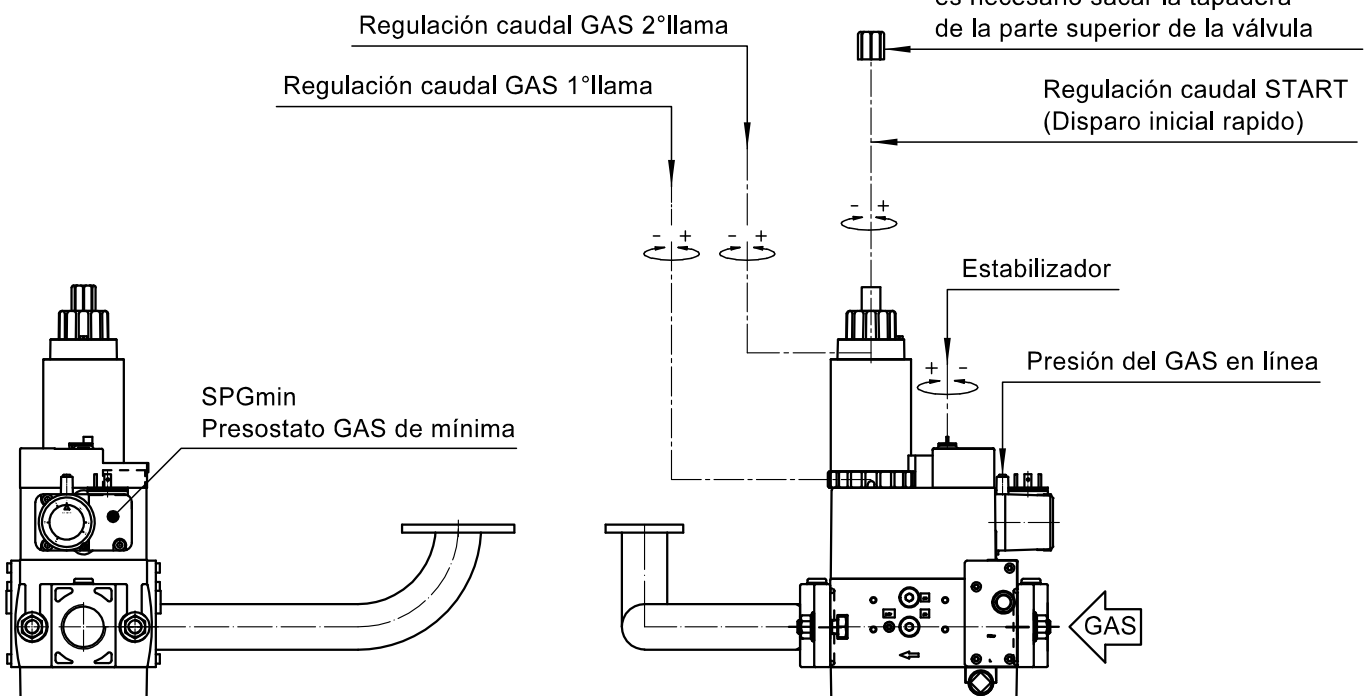 es necesario sacar la tapadera
de la parte superior de la válvula
Regulación caudal GAS 2°llama
Regulación caudal GAS 1°llama
Regulación caudal START
(Disparo inicial rapido)
- +
- +
- +
Estabilizador
+ -
Presión del GAS en línea
SPGmin
Presostato GAS de mínima
GAS